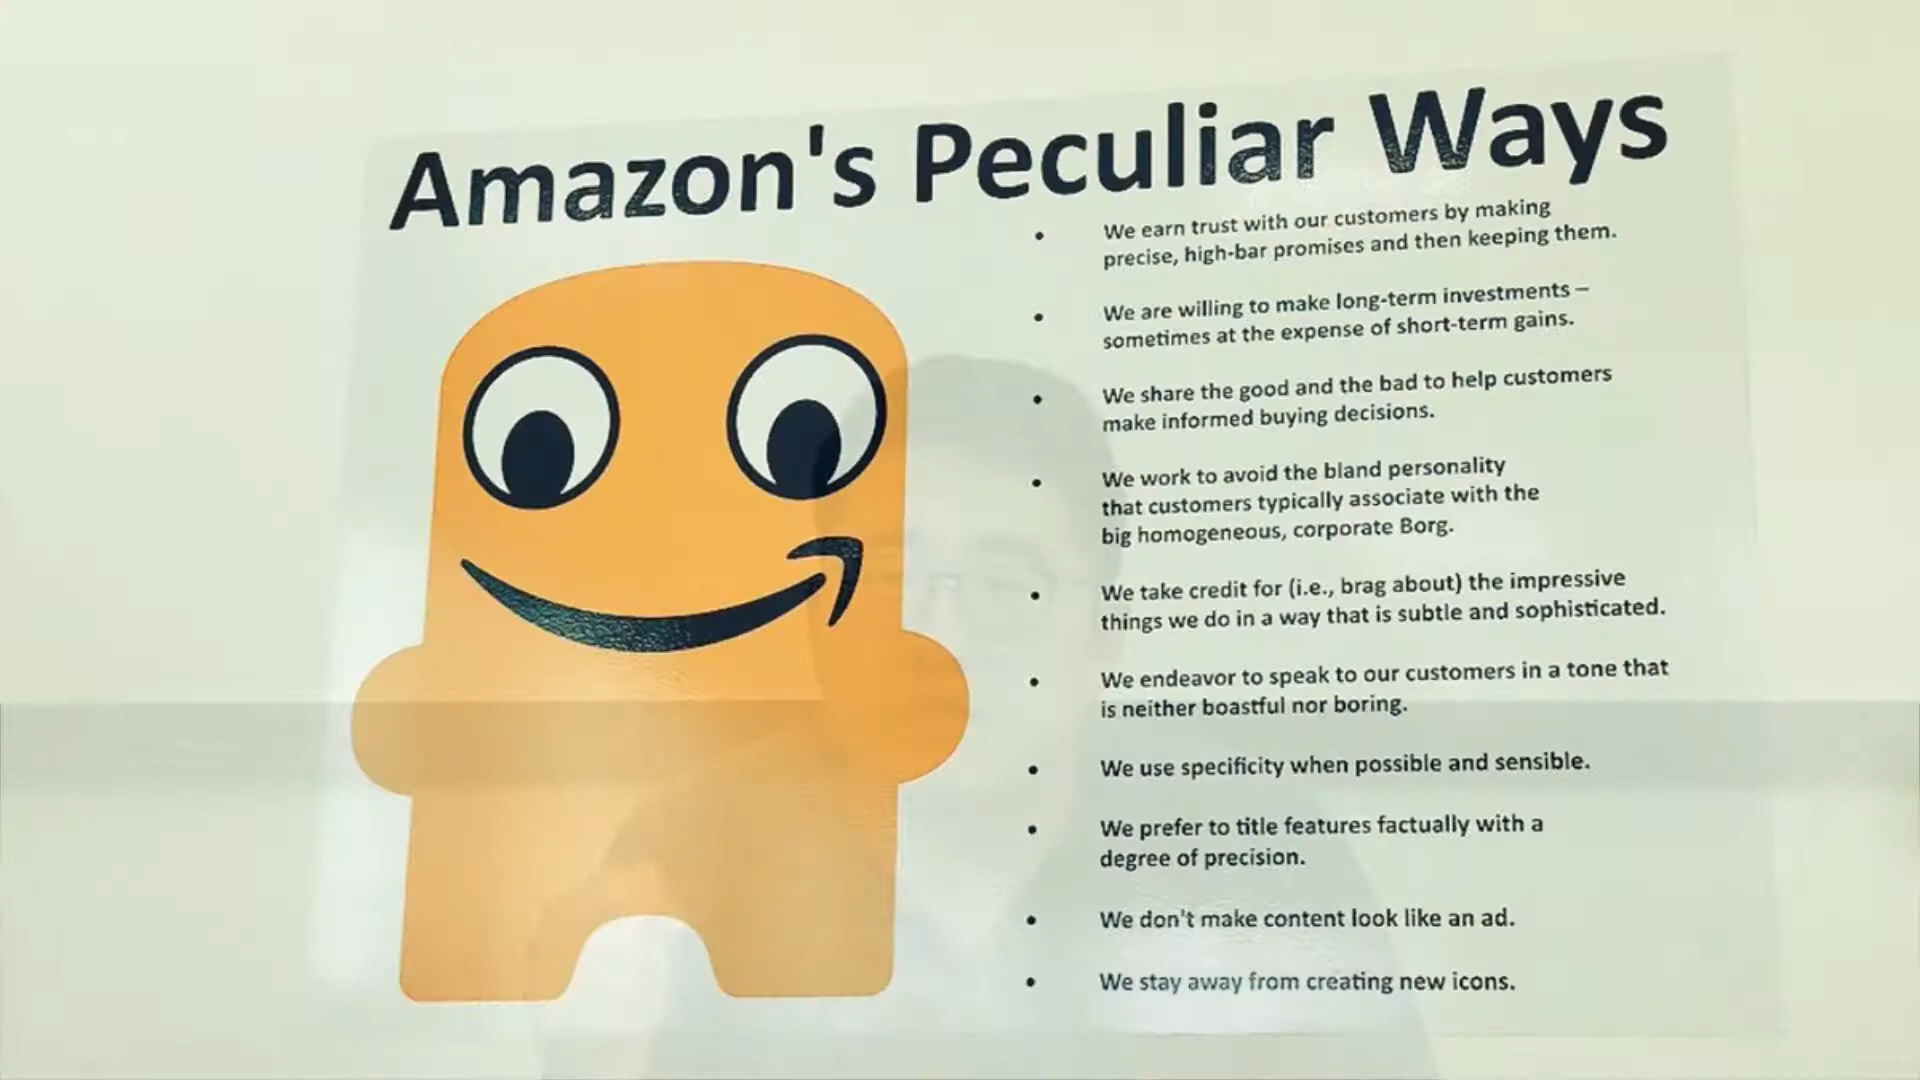 Amazon's Peculiar Ways
• We earn trust with our customers by making
precise, high-bar promises and then keeping them.
• We are willing to make long-term investments –
sometimes at the expense of short-term gains.
• We share the good and the bad to help customers
make informed buying decisions.
• We work to avoid the bland personality
that customers typically associate with the
big homogeneous, corporate Borg.
• We take credit for (i.e., brag about) the impressive
things we do in a way that is subtle and sophisticated.
• We endeavor to speak to our customers in a tone that
is neither boastful nor boring.
• We use specificity when possible and sensible.
• We prefer to title features factually with a
degree of precision.
• We don't make content look like an ad.
• We stay away from creating new icons.